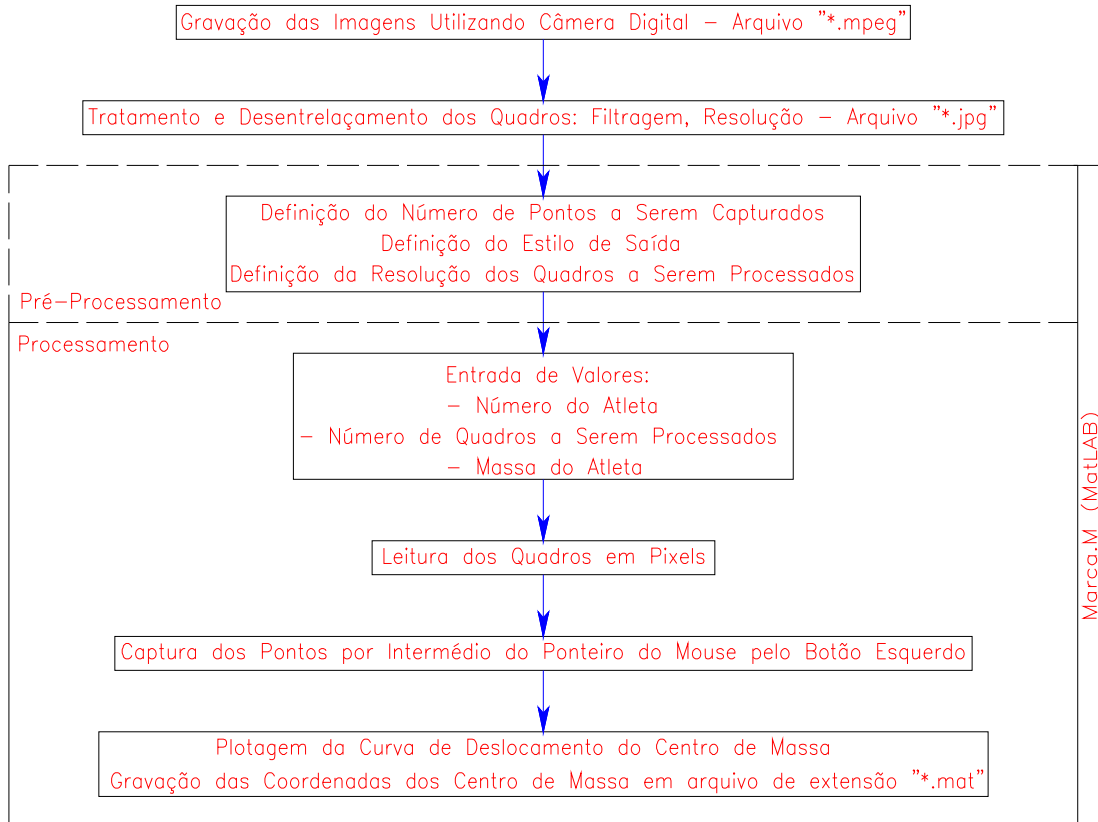 Gravação das Imagens Utilizando Câmera Digital – Arquivo "*.mpeg"
Tratamento e Desentrelaçamento dos Quadros: Filtragem, Resolução – Arquivo "*.jpg"
Definição do Número de Pontos a Serem Capturados
Definição do Estilo de Saída
Definição da Resolução dos Quadros a Serem Processados
Pré–Processamento
Processamento
Entrada de Valores:
– Número do Atleta
– Número de Quadros a Serem Processados
– Massa do Atleta
Leitura dos Quadros em Pixels
Captura dos Pontos por Intermédio do Ponteiro do Mouse pelo Botão Esquerdo
Plotagem da Curva de Deslocamento do Centro de Massa
Gravação das Coordenadas dos Centro de Massa em arquivo de extensão "*.mat"
Marca.M (MatLAB)